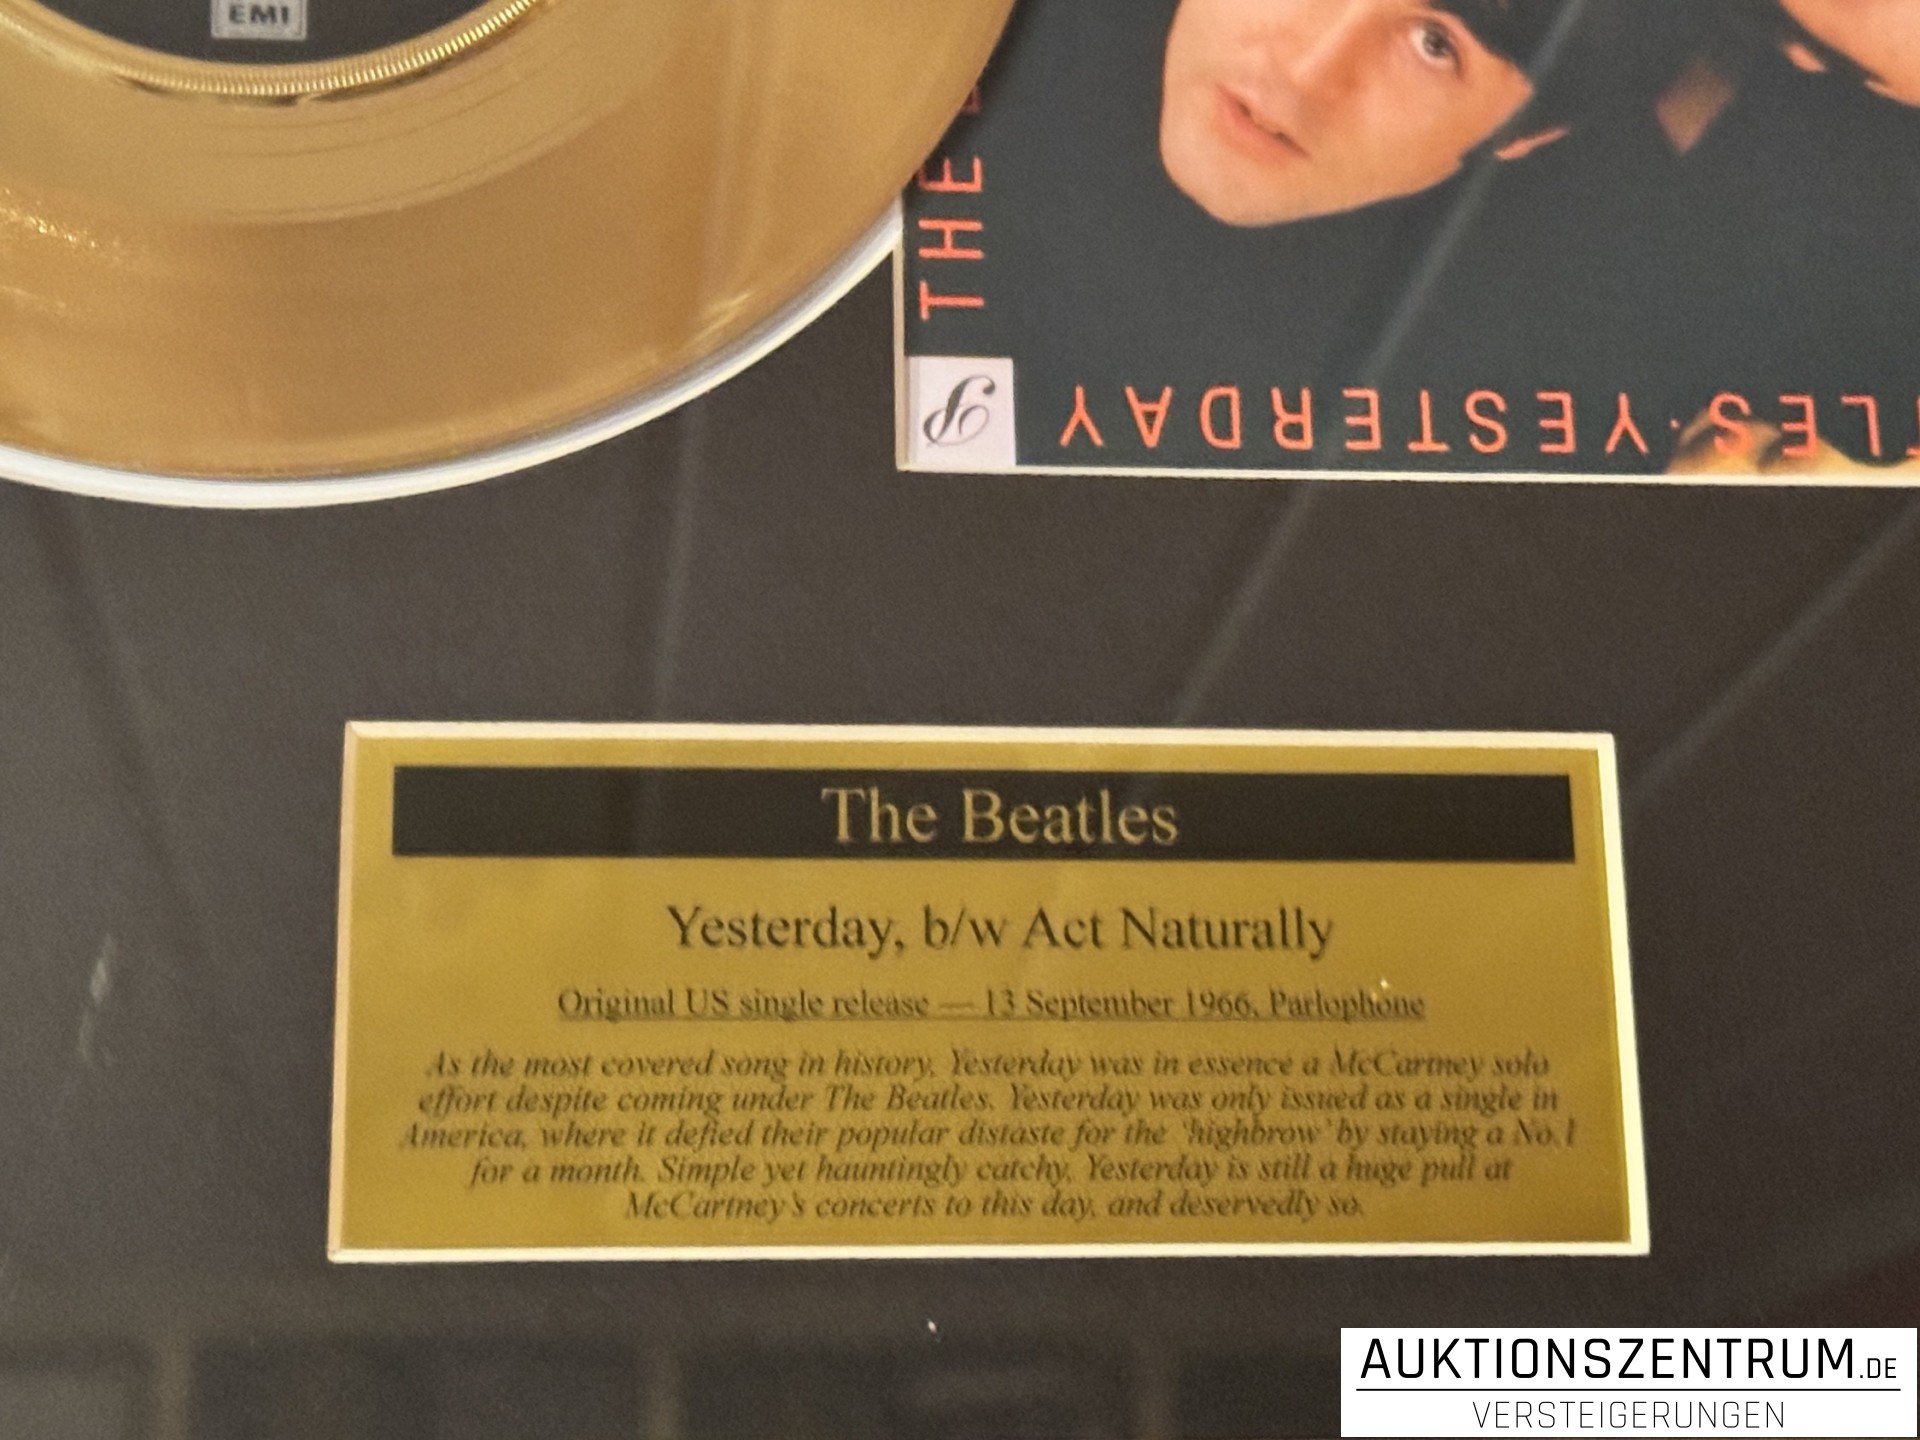 EMI
THE
YESTERDAY
TLES·YESTERDAY
The Beatles
Yesterday, b/w Act Naturally
Original US single release — 13 September 1966, Parlophone
As the most covered song in history, Yesterday was in essence a McCartney solo
effort despite coming under The Beatles. Yesterday was only issued as a single in
America, where it defied their popular distaste for the 'highbrow' by staying a No.1
for a month. Simple yet hauntingly catchy, Yesterday is still a huge pull at
McCartney's concerts to this day, and deservedly so.
AUKTIONSZENTRUM.DE
VERSTEIGERUNGEN